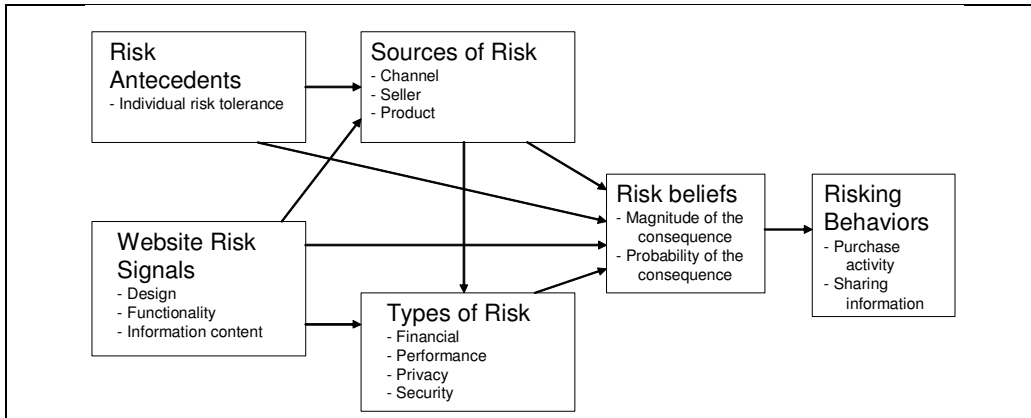 Risk
Antecedents
- Individual risk tolerance
Sources of Risk
- Channel
- Seller
- Product
Website Risk
Signals
- Design
- Functionality
- Information content
Types of Risk
- Financial
- Performance
- Privacy
- Security
Risk beliefs
- Magnitude of the
consequence
- Probability of the
consequence
Risking
Behaviors
- Purchase
activity
- Sharing
information